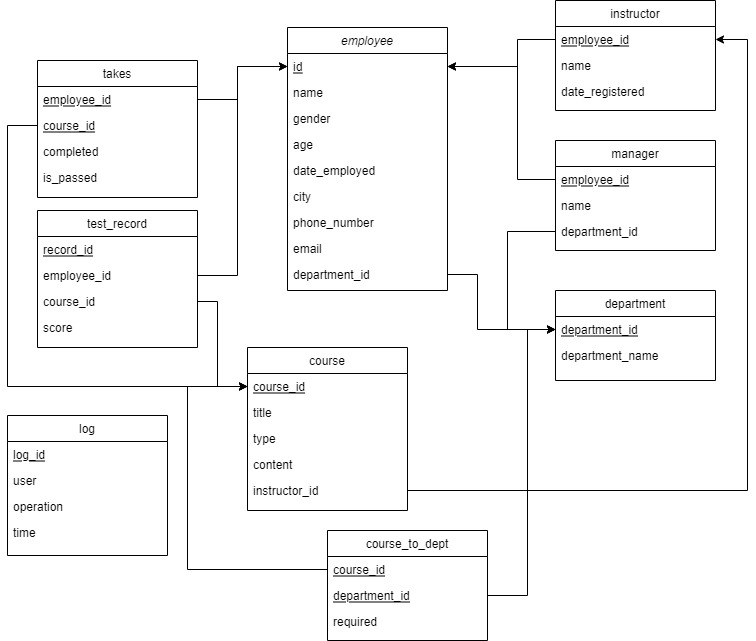 takes
employee_id
course_id
completed
is_passed
test_record
record_id
employee_id
course_id
score
log
log_id
user
operation
time
employee
id
name
gender
age
date_employed
city
phone_number
email
department_id
course
course_id
title
type
content
instructor_id
course_to_dept
course_id
department_id
required
instructor
employee_id
name
date_registered
manager
employee_id
name
department_id
department
department_id
department_name